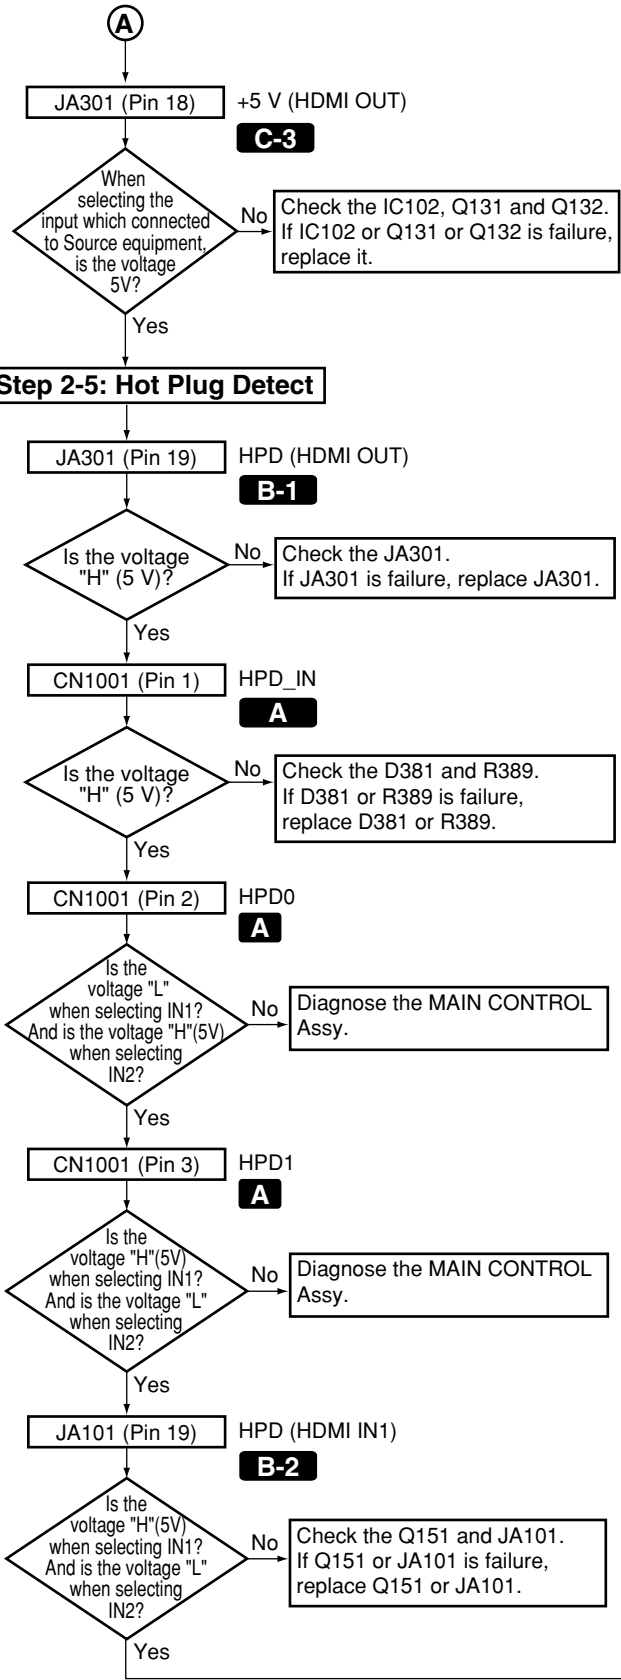 A
JA301 (Pin 18)
+5 V (HDMI OUT)
C-3
When
selecting the
input which connected
to Source equipment,
is the voltage
5V?
No
Check the IC102, Q131 and Q132.
If IC102 or Q131 or Q132 is failure,
replace it.
Yes
Step 2-5: Hot Plug Detect
JA301 (Pin 19)
HPD (HDMI OUT)
B-1
Is the voltage
"H" (5 V)?
No
Check the JA301.
If JA301 is failure, replace JA301.
Yes
CN1001 (Pin 1)
HPD_IN
A
Is the voltage
"H" (5 V)?
No
Check the D381 and R389.
If D381 or R389 is failure,
replace D381 or R389.
Yes
CN1001 (Pin 2)
HPD0
A
Is the
voltage "L"
when selecting IN1?
And is the voltage "H"(5V)
when selecting
IN2?
No
Diagnose the MAIN CONTROL
Assy.
Yes
CN1001 (Pin 3)
HPD1
A
Is the
voltage "H"(5V)
when selecting IN1?
And is the voltage "L"
when selecting
IN2?
No
Diagnose the MAIN CONTROL
Assy.
Yes
JA101 (Pin 19)
HPD (HDMI IN1)
B-2
Is the
voltage "H"(5V)
when selecting IN1?
And is the voltage "L"
when selecting
IN2?
No
Check the Q151 and JA101.
If Q151 or JA101 is failure,
replace Q151 or JA101.
Yes